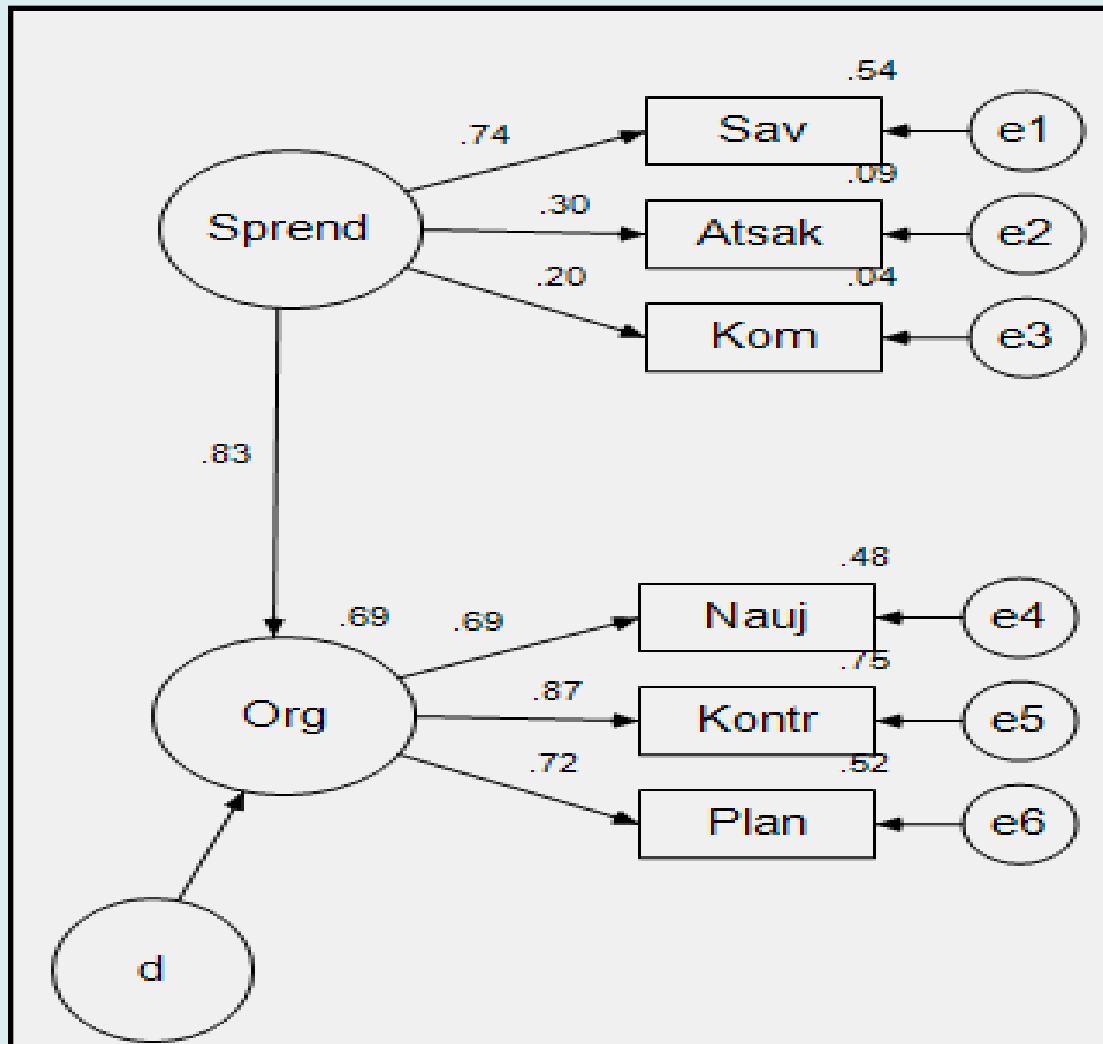 .54
.74
Sav
e1
.09
.30
Sprend
Atsak
e2
.20
.04
Kom
e3
.83
.48
.69
.69
Nauj
e4
.75
.87
Org
Kontr
e5
.72
.52
Plan
e6
d